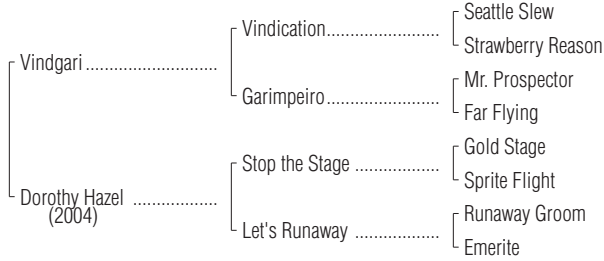 Seattle Slew
Vindication
Strawberry Reason
Vindgari
Mr. Prospector
Garimpeiro
Far Flying
Gold Stage
Stop the Stage
Sprite Flight
Dorothy Hazel
(2004)
Runaway Groom
Let's Runaway
Emerite